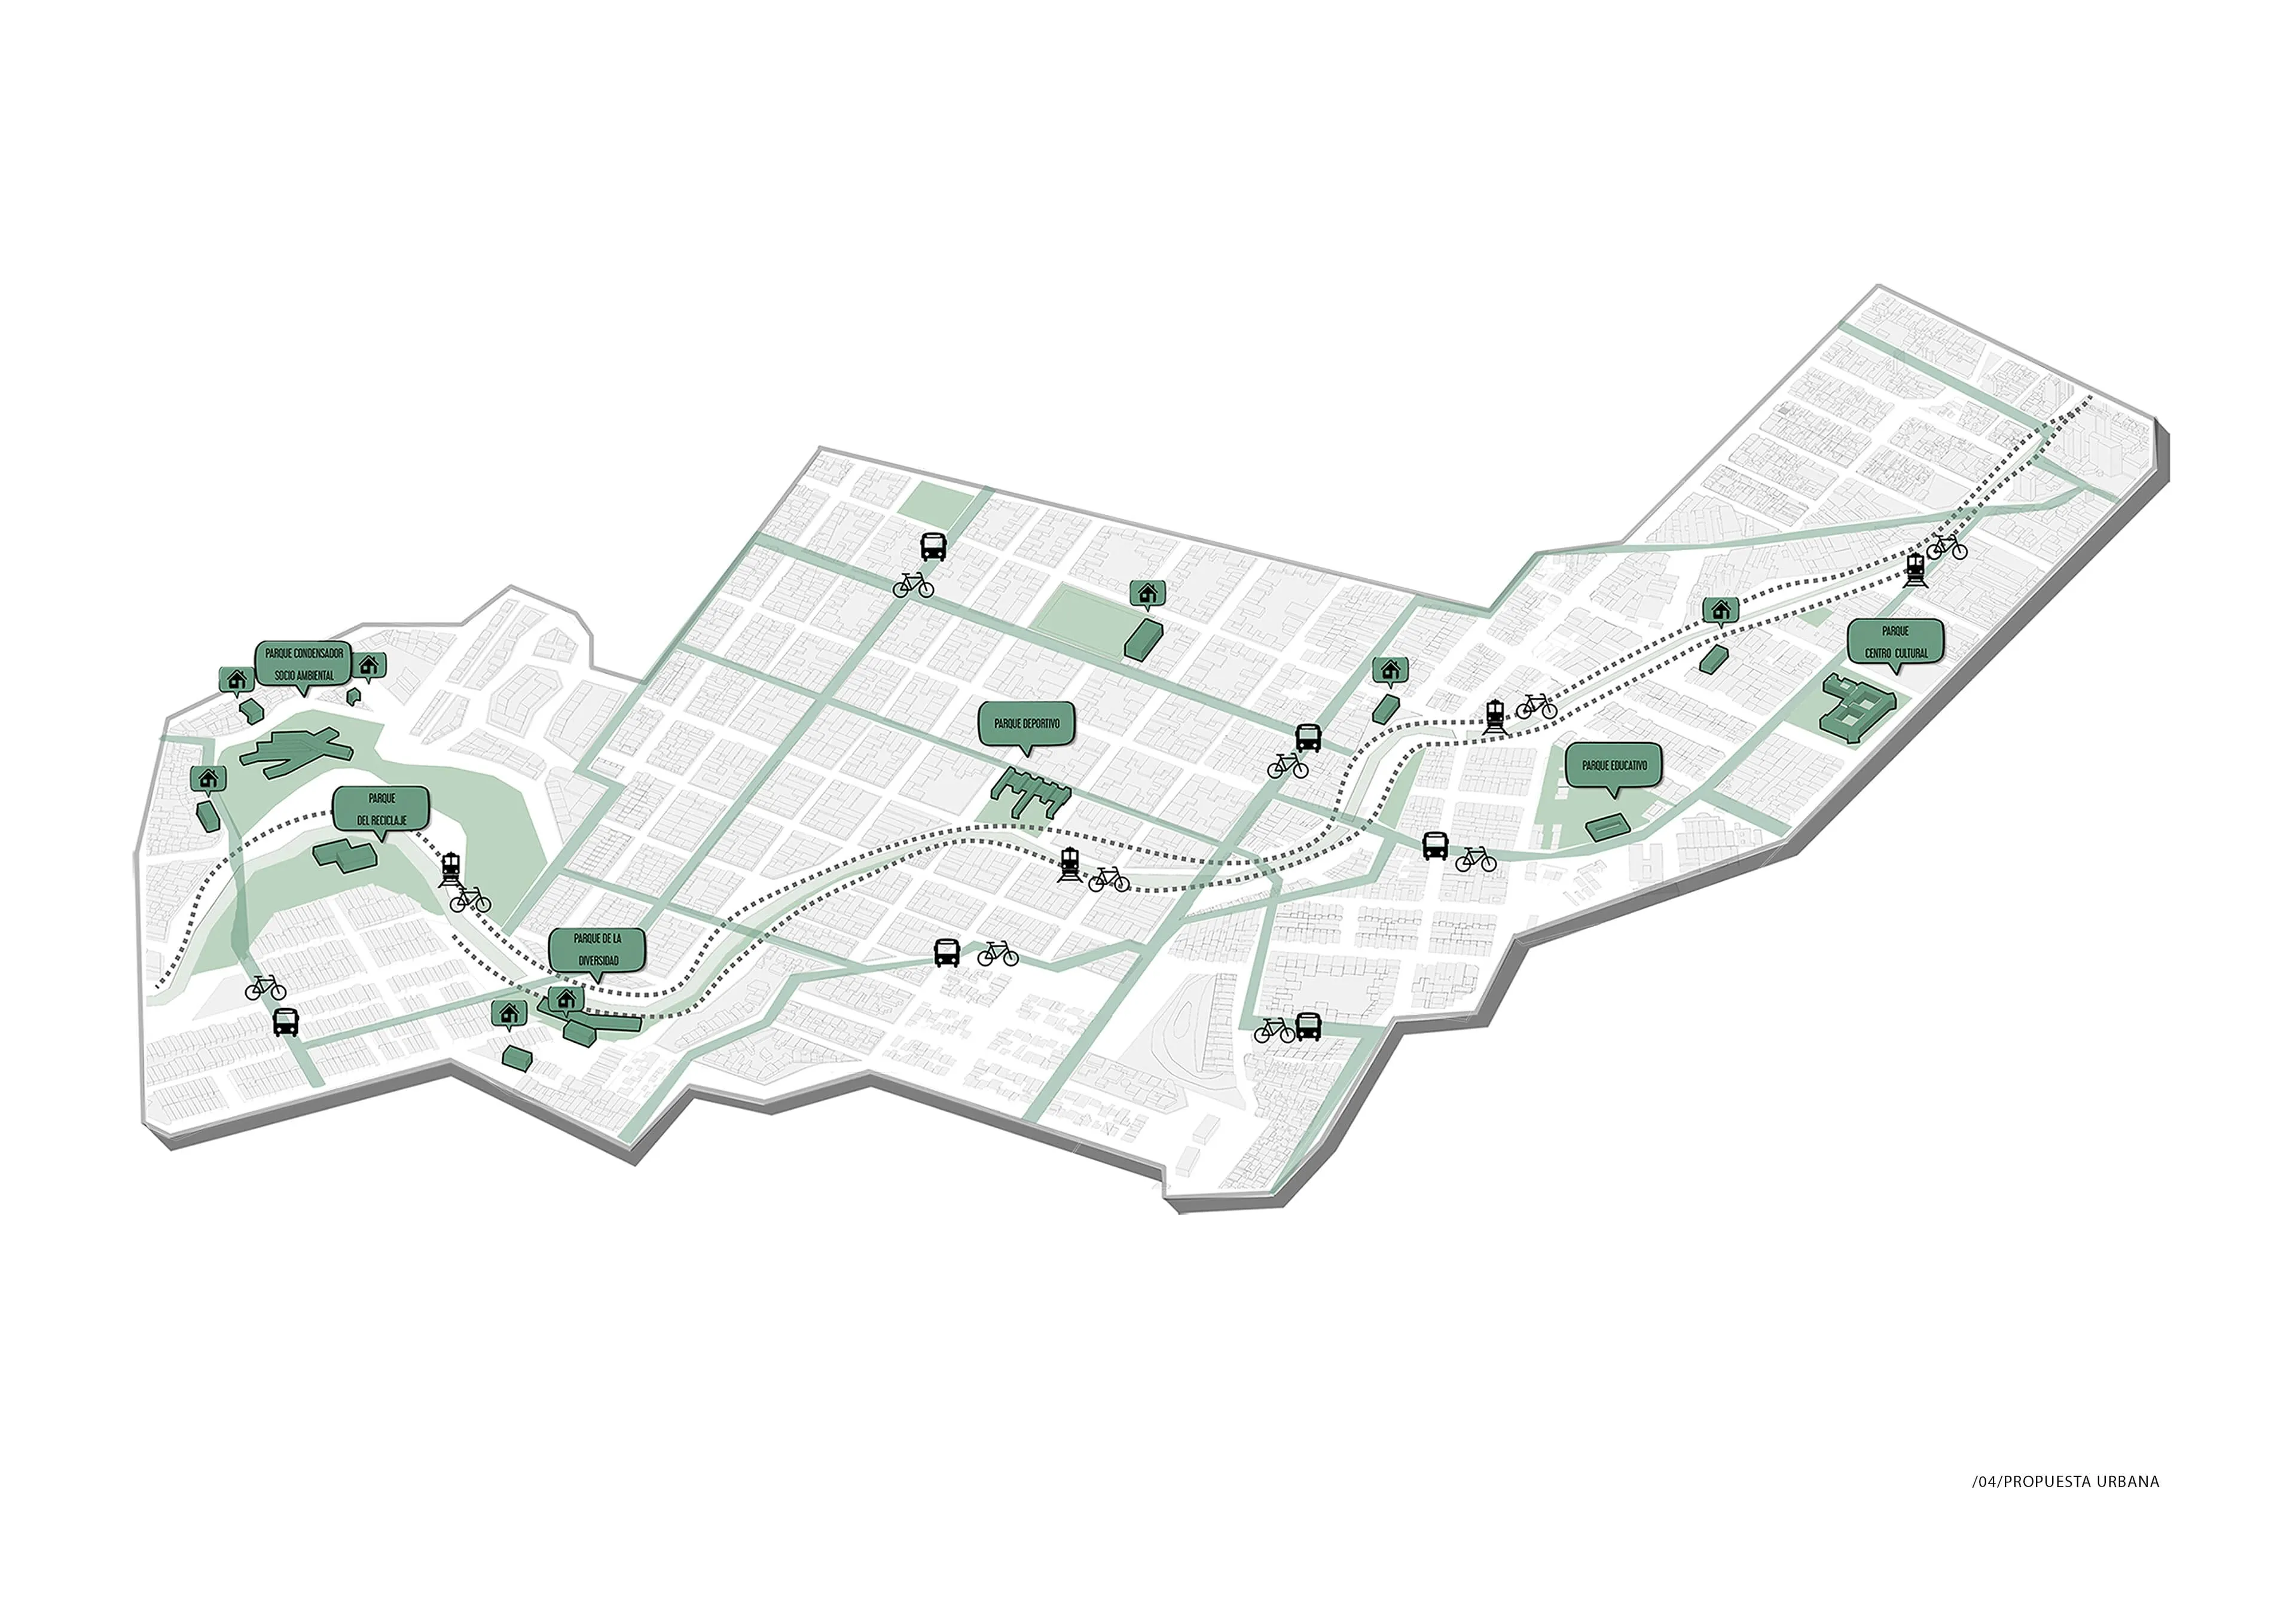 PARQUE CONDENSADOR
SOCIO AMBIENTAL
PARQUE
DEL RECICLAJE
PARQUE DE LA
DIVERSIDAD
PARQUE DEPORTIVO
PARQUE EDUCATIVO
PARQUE
CENTRO CULTURAL
/04/PROPUESTA URBANA